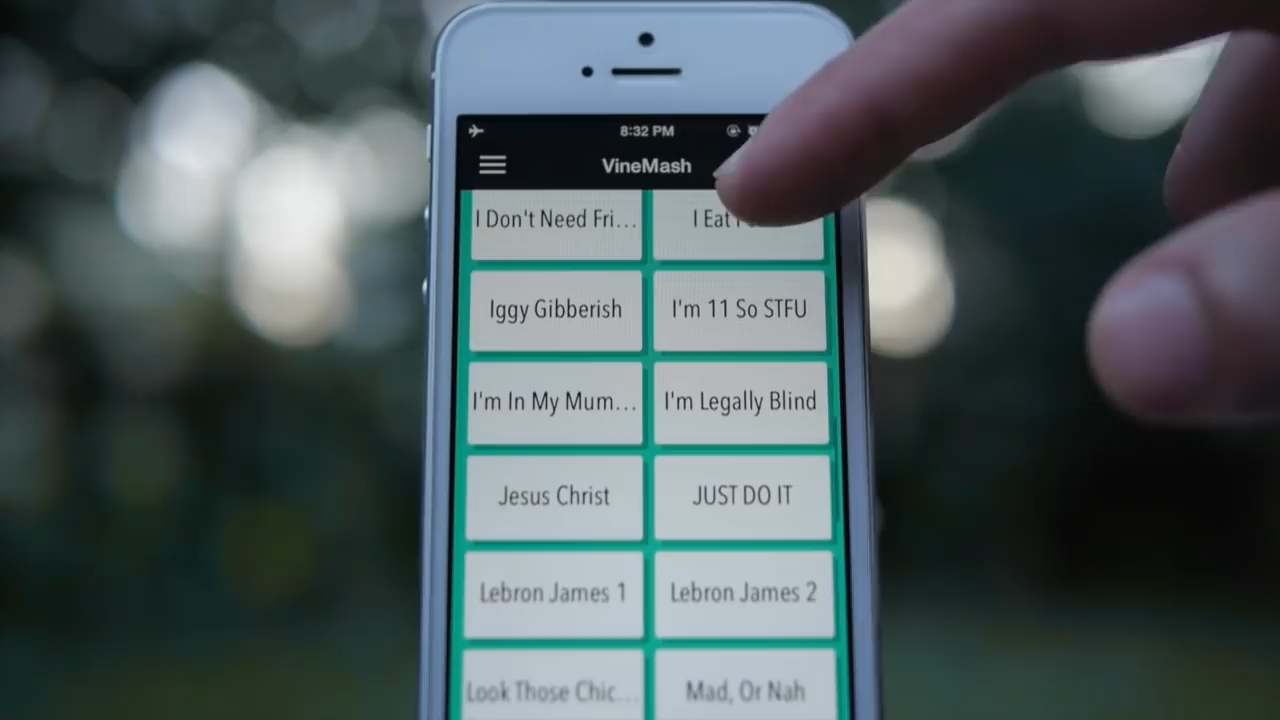 8:32 PM
VineMash
I Don't Need Fri...
I Eat
Iggy Gibberish
I'm 11 So STFU
I'm In My Mum...
I'm Legally Blind
Jesus Christ
JUST DO IT
Lebron James 1
Lebron James 2
Look Those Chic...
Mad, Or Nah